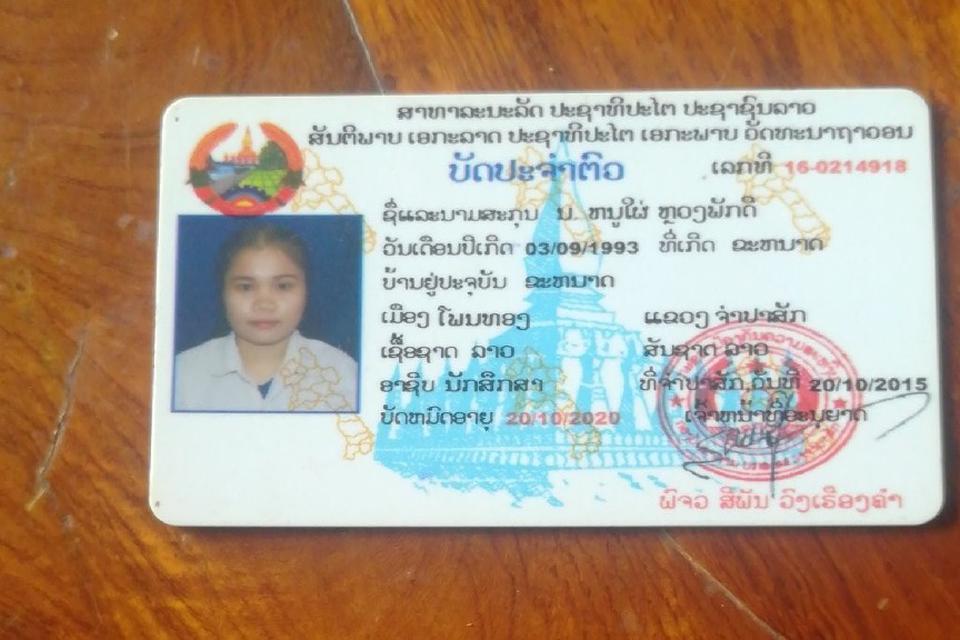 ສາທາລະນະລັດ ປະຊາທິປະໄຕ ປະຊາຊົນລາວ
ສັນຕິພາບ ເອກະລາດ ປະຊາທິປະໄຕ ເອກະພາບ ວັດທະນາຖາວອນ
ບັດປະຈໍາຕົວ ເລກທີ 16-0214918
ຊື່ແລະນາມສະກຸນ ນ. ຫນູໃຜ່ ຫຼວງພັກດີ
ວັນເດືອນປີເກີດ 03/09/1993 ທີ່ເກີດ ຂະຫນາດ
ບ້ານຢູ່ປະຈຸບັນ ຂະຫນາດ
ເມືອງ ໂພນທອງ ແຂວງ ຈໍາປາສັກ
ເຊື້ອຊາດ ລາວ ສັນຊາດ ລາວ
ອາຊີບ ນັກສຶກສາ ທີ່ຈໍາປາສັກ,ວັນທີ 20/10/2015
ບັດຫມົດອາຍຸ 20/10/2020 ເຈົ້າຫນ້າທີ່ອະນຸຍາດ
ພົຈວ ສີພັນ ວົງເຮືອງຄໍາ